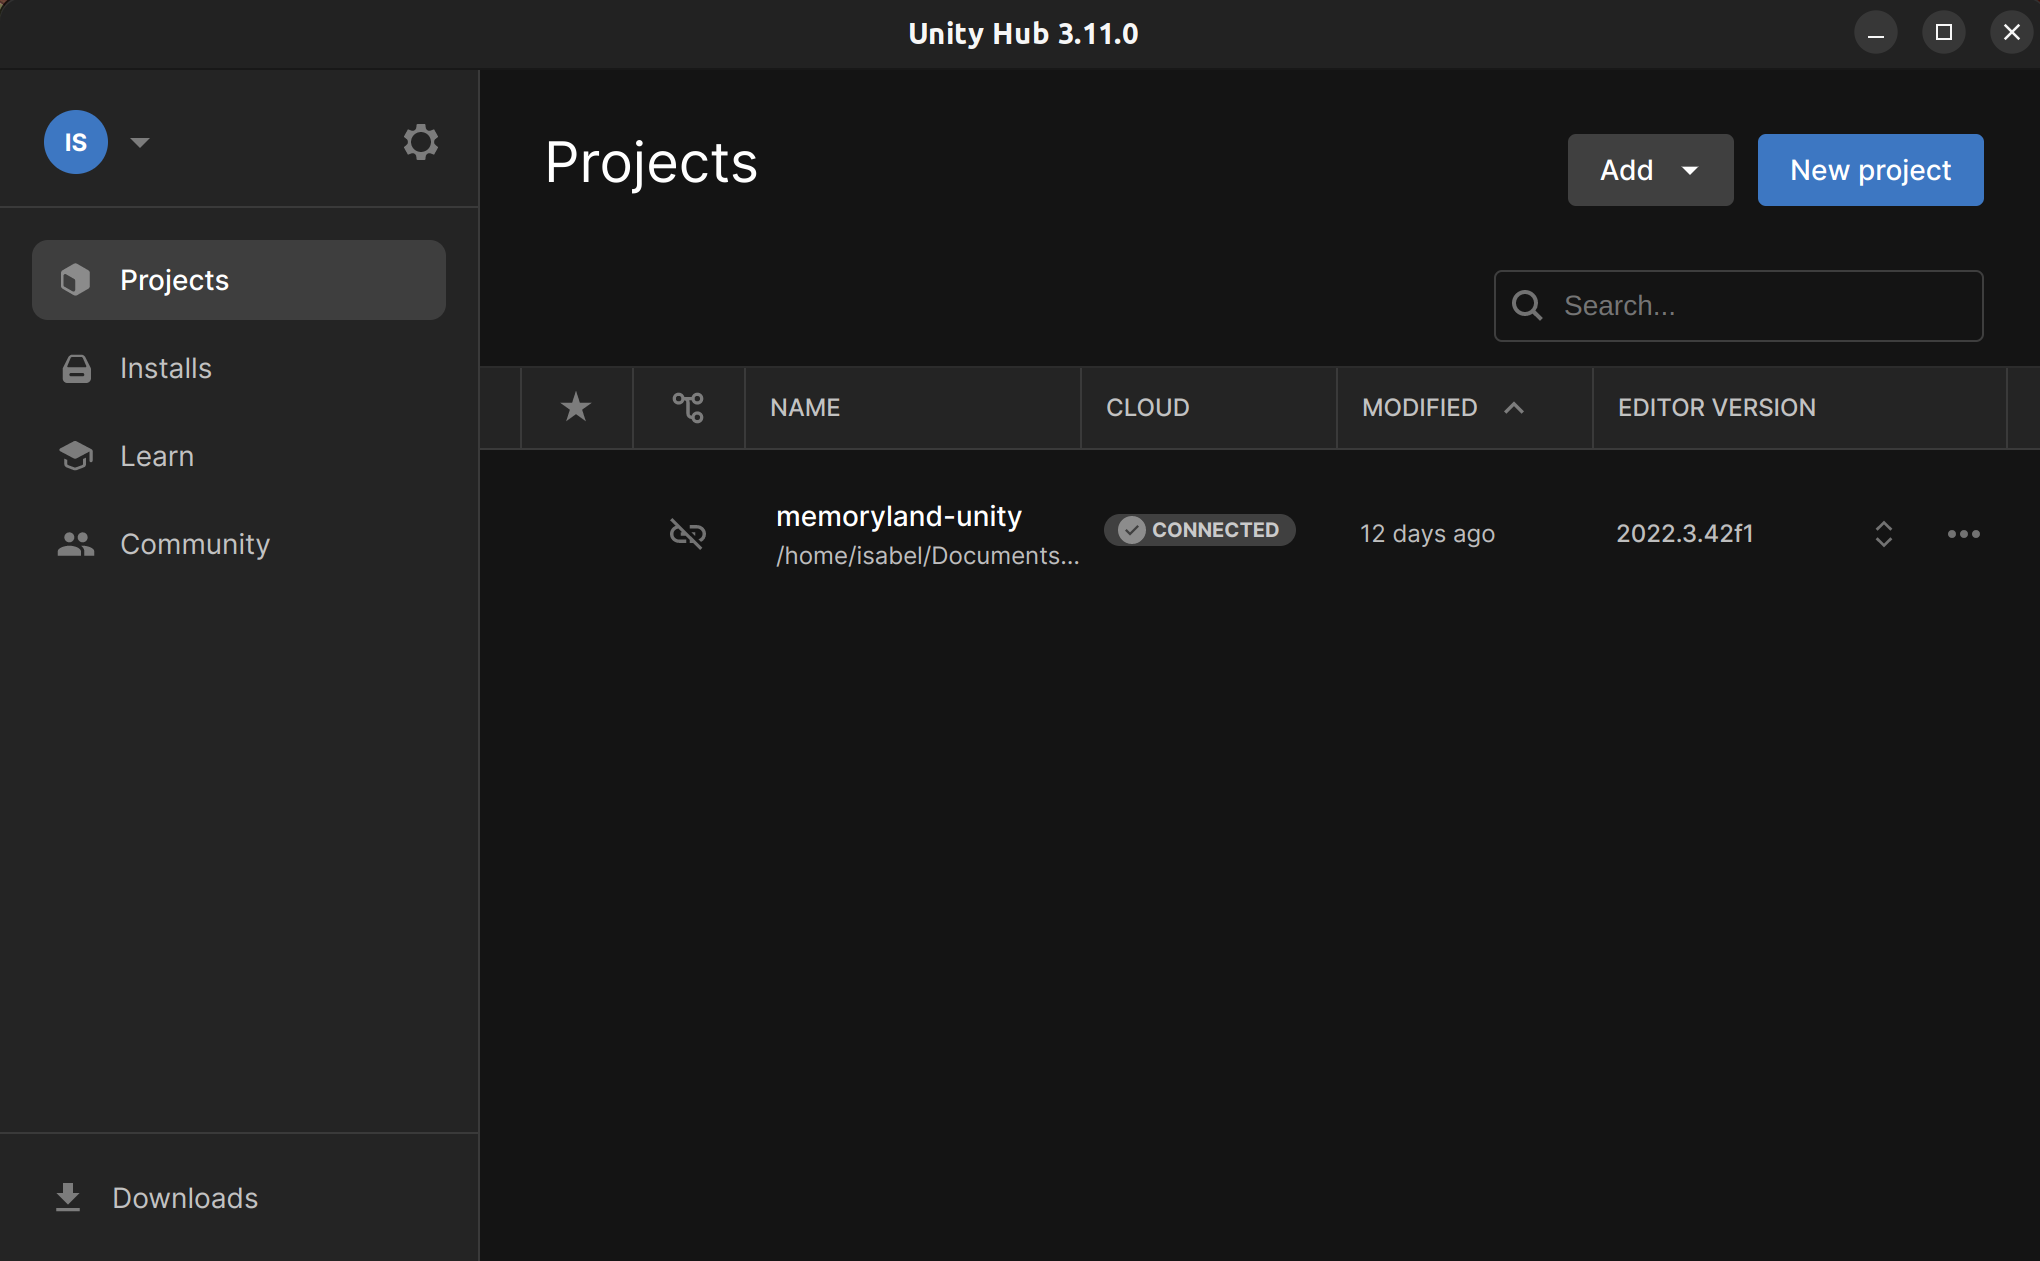 Unity Hub 3.11.0
IS
Projects
Installs
Learn
Community
Downloads
Projects
Add
New project
Search...
NAME CLOUD MODIFIED EDITOR VERSION
memoryland-unity
/home/isabel/Documents...
CONNECTED
12 days ago
2022.3.42f1